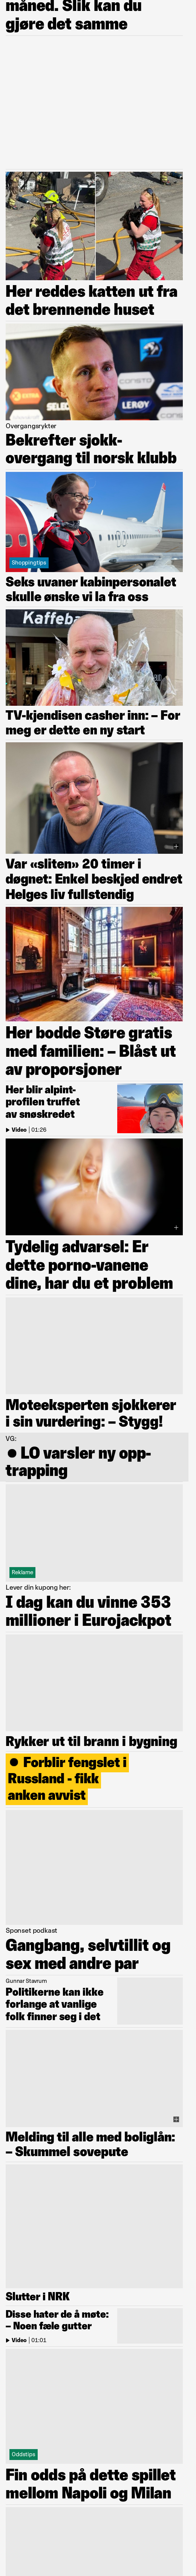 måned. Slik kan du
gjøre det samme
Her reddes katten ut fra
det brennende huset
Overgangsrykter
Bekrefter sjokk-
overgang til norsk klubb
Shoppingtips
Seks uvaner kabinpersonalet
skulle ønske vi la fra oss
Kaffeba
TV-kjendisen casher inn: – For
meg er dette en ny start
Var «sliten» 20 timer i
døgnet: Enkel beskjed endret
Helges liv fullstendig
Her bodde Støre gratis
med familien: – Blåst ut
av proporsjoner
Her blir alpint-
profilen truffet
av snøskredet
Video | 01:26
Tydelig advarsel: Er
dette porno-vanene
dine, har du et problem
Moteeksperten sjokkerer
i sin vurdering: – Stygg!
VG:
● LO varsler ny opp-
trapping
Reklame
Lever din kupong her:
I dag kan du vinne 353
millioner i Eurojackpot
Rykker ut til brann i bygning
● Forblir fengslet i
Russland - fikk
anken avvist
Sponset podkast
Gangbang, selvtillit og
sex med andre par
Gunnar Stavrum
Politikerne kan ikke
forlange at vanlige
folk finner seg i det
Melding til alle med boliglån:
– Skummel sovepute
Slutter i NRK
Disse hater de å møte:
– Noen fæle gutter
Video | 01:01
Oddstips
Fin odds på dette spillet
mellom Napoli og Milan